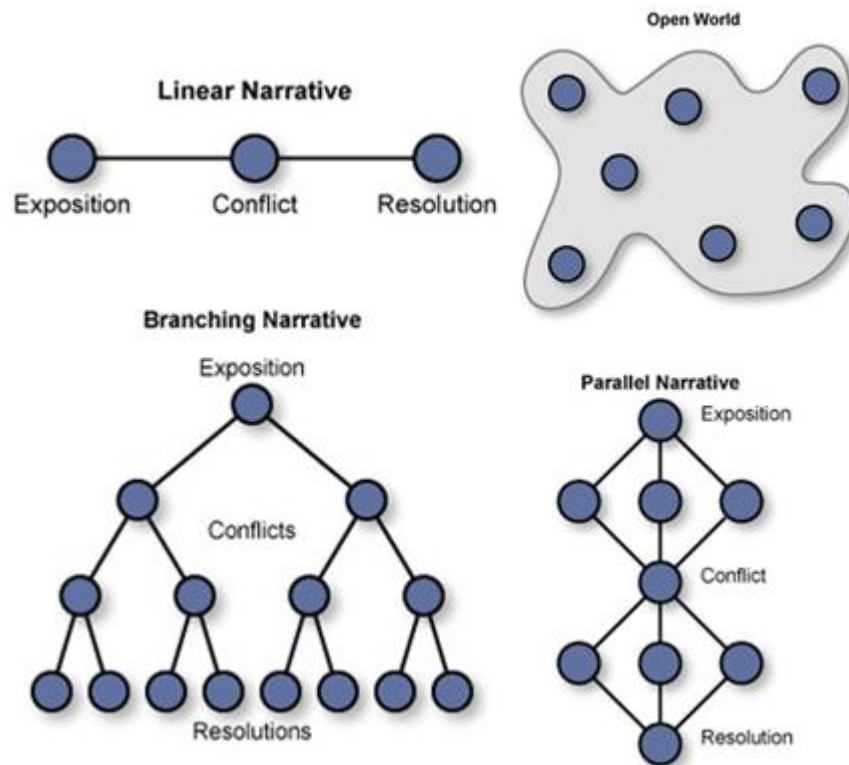 Linear Narrative
Exposition
Conflict
Resolution
Open World
Branching Narrative
Exposition
Conflicts
Resolutions
Parallel Narrative
Exposition
Conflict
Resolution